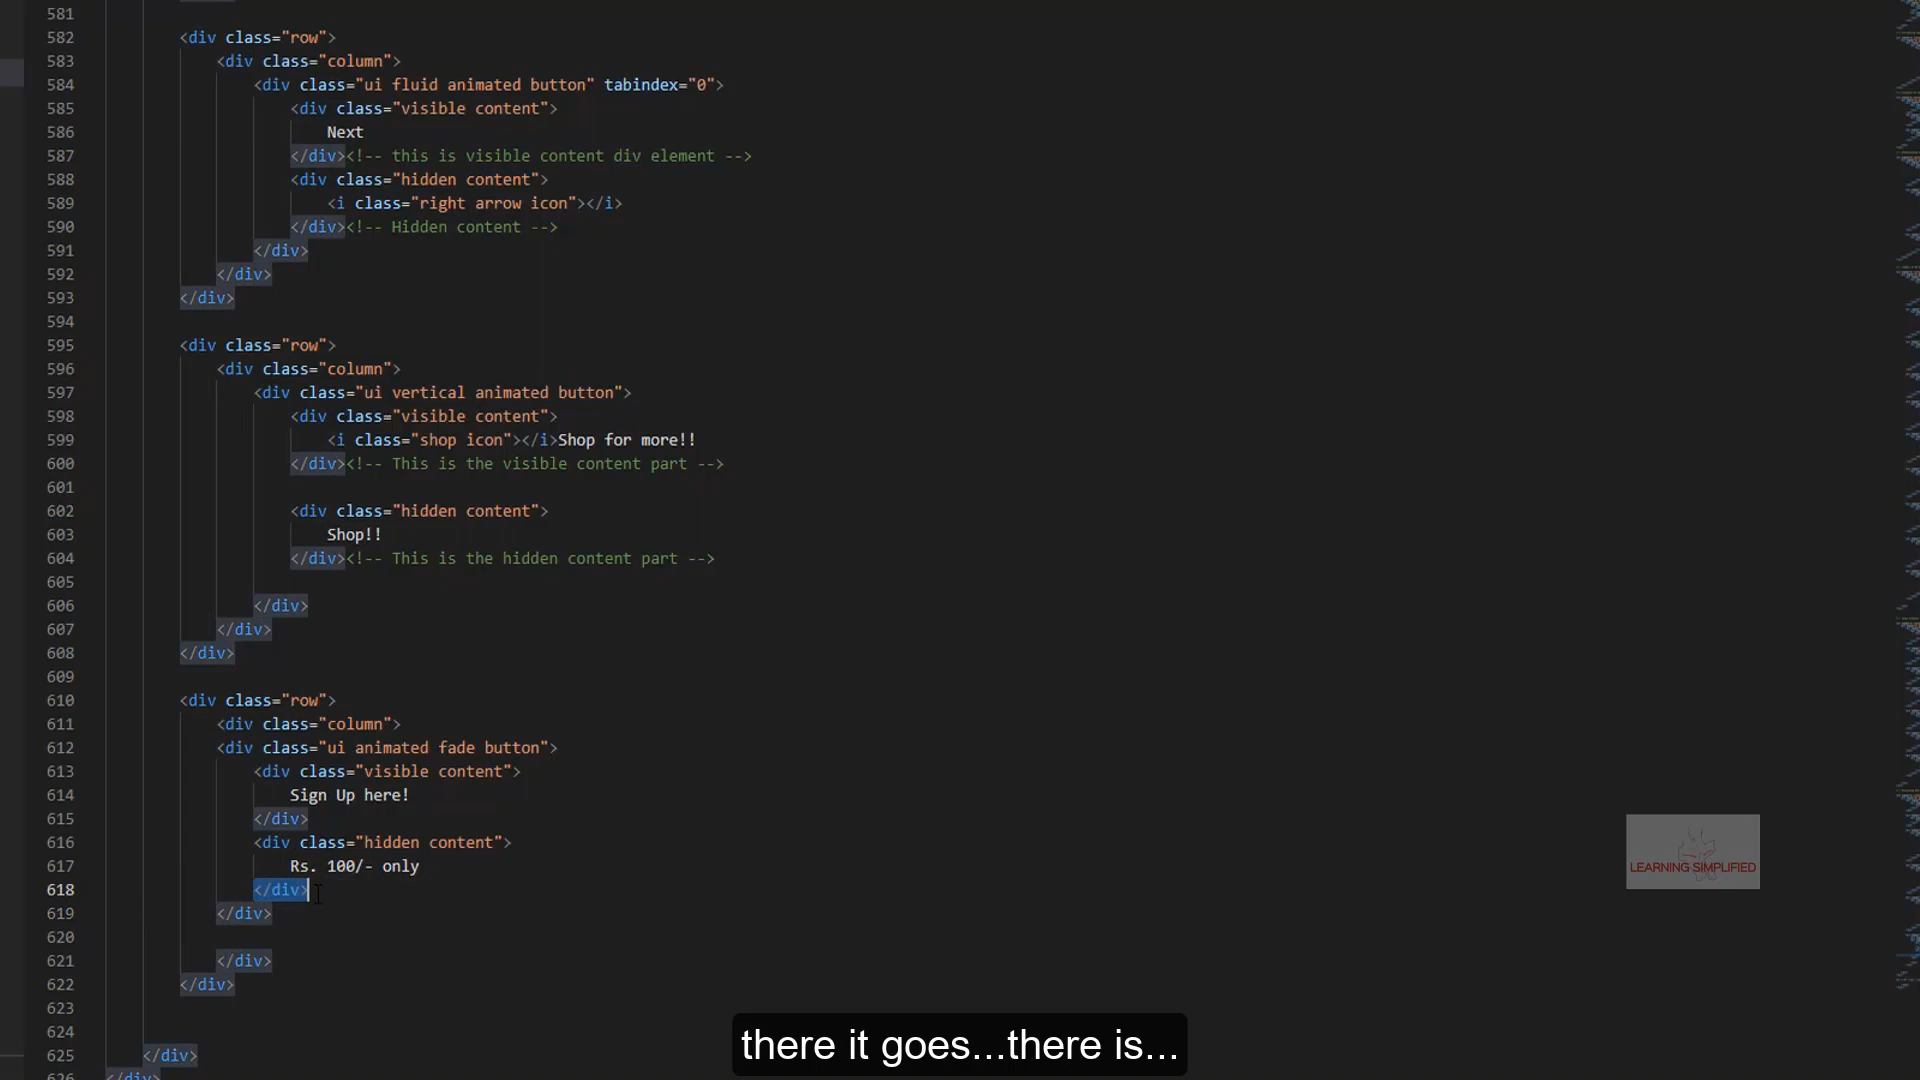 581
582 <div class="row">
583 <div class="column">
584 <div class="ui fluid animated button" tabindex="0">
585 <div class="visible content">
586 Next
587 </div><!-- this is visible content div element -->
588 <div class="hidden content">
589 <i class="right arrow icon"></i>
590 </div><!-- Hidden content -->
591 </div>
592 </div>
593 </div>
594
595 <div class="row">
596 <div class="column">
597 <div class="ui vertical animated button">
598 <div class="visible content">
599 <i class="shop icon"></i>Shop for more!!
600 </div><!-- This is the visible content part -->
601
602 <div class="hidden content">
603 Shop!!
604 </div><!-- This is the hidden content part -->
605
606 </div>
607 </div>
608 </div>
609
610 <div class="row">
611 <div class="column">
612 <div class="ui animated fade button">
613 <div class="visible content">
614 Sign Up here!
615 </div>
616 <div class="hidden content">
617 Rs. 100/- only
618 </div>
619 </div>
620
621 </div>
622 </div>
623
624
625 </div>
626 </div>
LEARNING SIMPLIFIED
there it goes...there is...